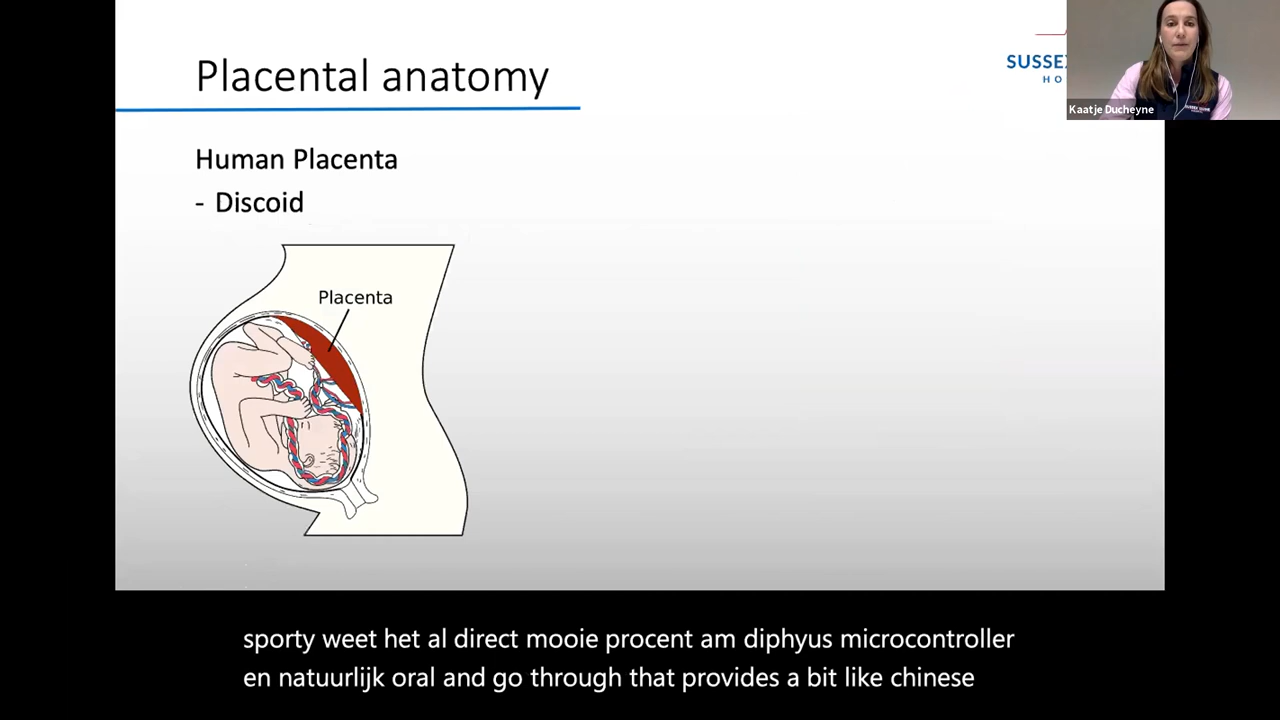 Placental anatomy
SUSSEX
HO
Kaatje Ducheyne
Human Placenta
- Discoid
Placenta
sporty weet het al direct mooie procent am diphyus microcontroller
en natuurlijk oral and go through that provides a bit like chinese